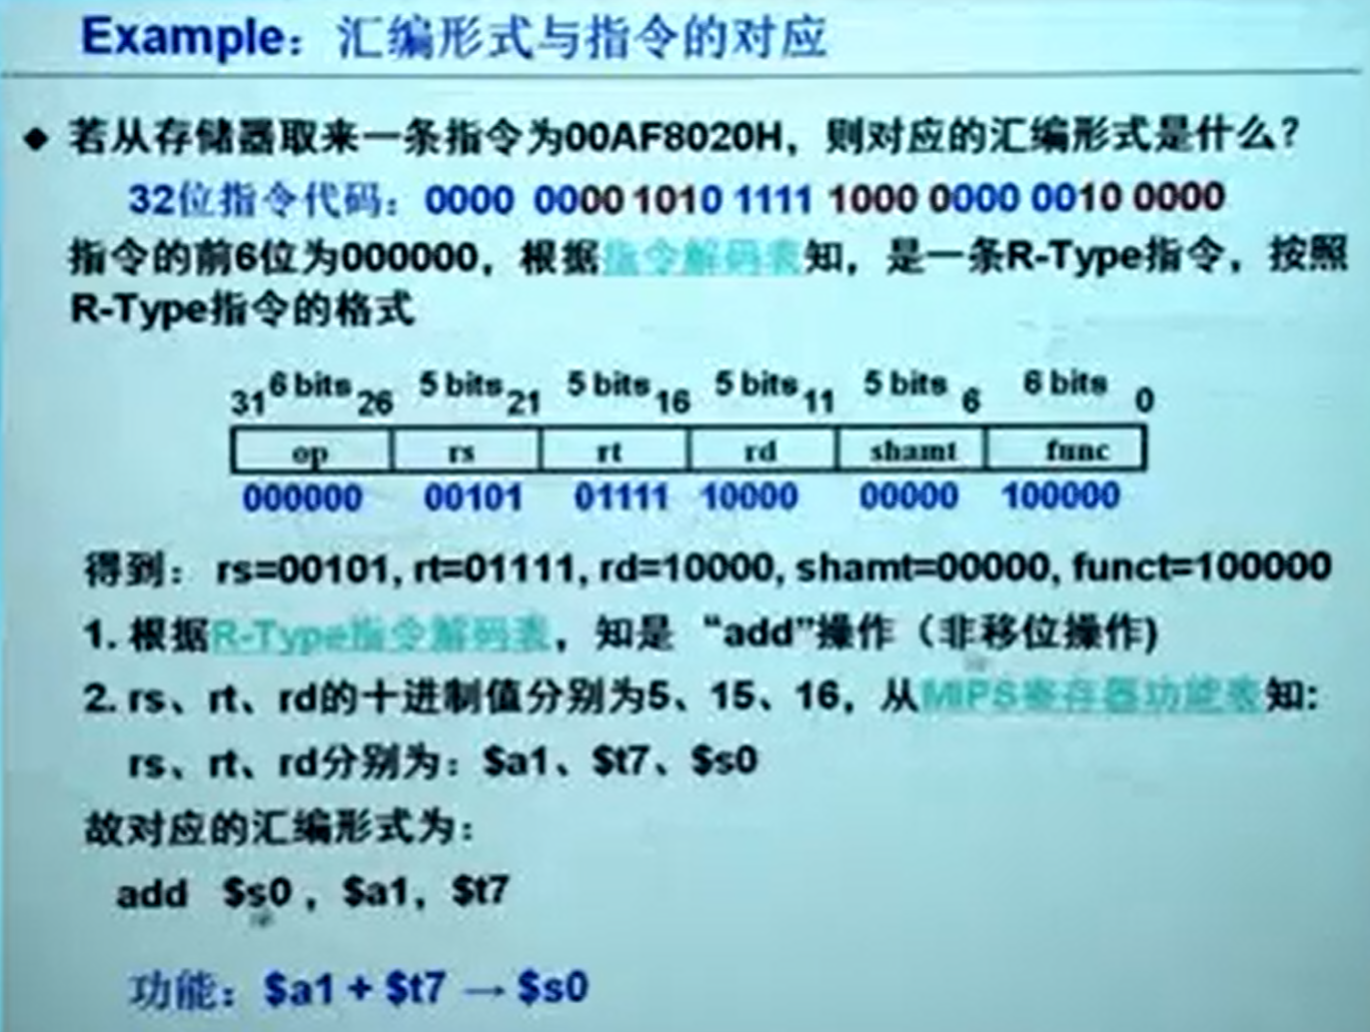 Example：汇编形式与指令的对应
◆ 若从存储器取来一条指令为00AF8020H，则对应的汇编形式是什么？
32位指令代码：0000 0000 1010 1111 1000 0000 0010 0000
指令的前6位为000000，根据指令解码表知，是一条R-Type指令，按照
R-Type指令的格式
31 6 bits 26 5 bits 21 5 bits 16 5 bits 11 5 bits 6 6 bits 0
op rs rt rd shamt func
000000 00101 01111 10000 00000 100000
得到：rs=00101, rt=01111, rd=10000, shamt=00000, funct=100000
1. 根据R-Type指令解码表，知是“add”操作（非移位操作)
2. rs、rt、rd的十进制值分别为5、15、16，从MIPS寄存器功能表知:
rs、rt、rd分别为：$a1、$t7、$s0
故对应的汇编形式为：
add $s0，$a1，$t7
功能：$a1 + $t7 → $s0